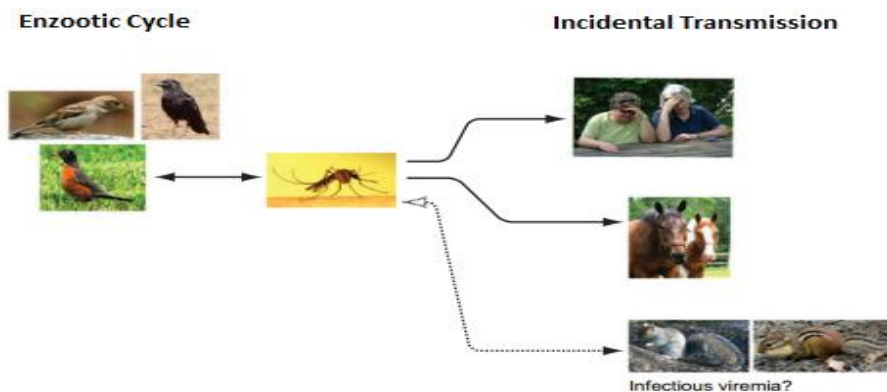 Enzootic Cycle
Incidental Transmission
Infectious viremia?